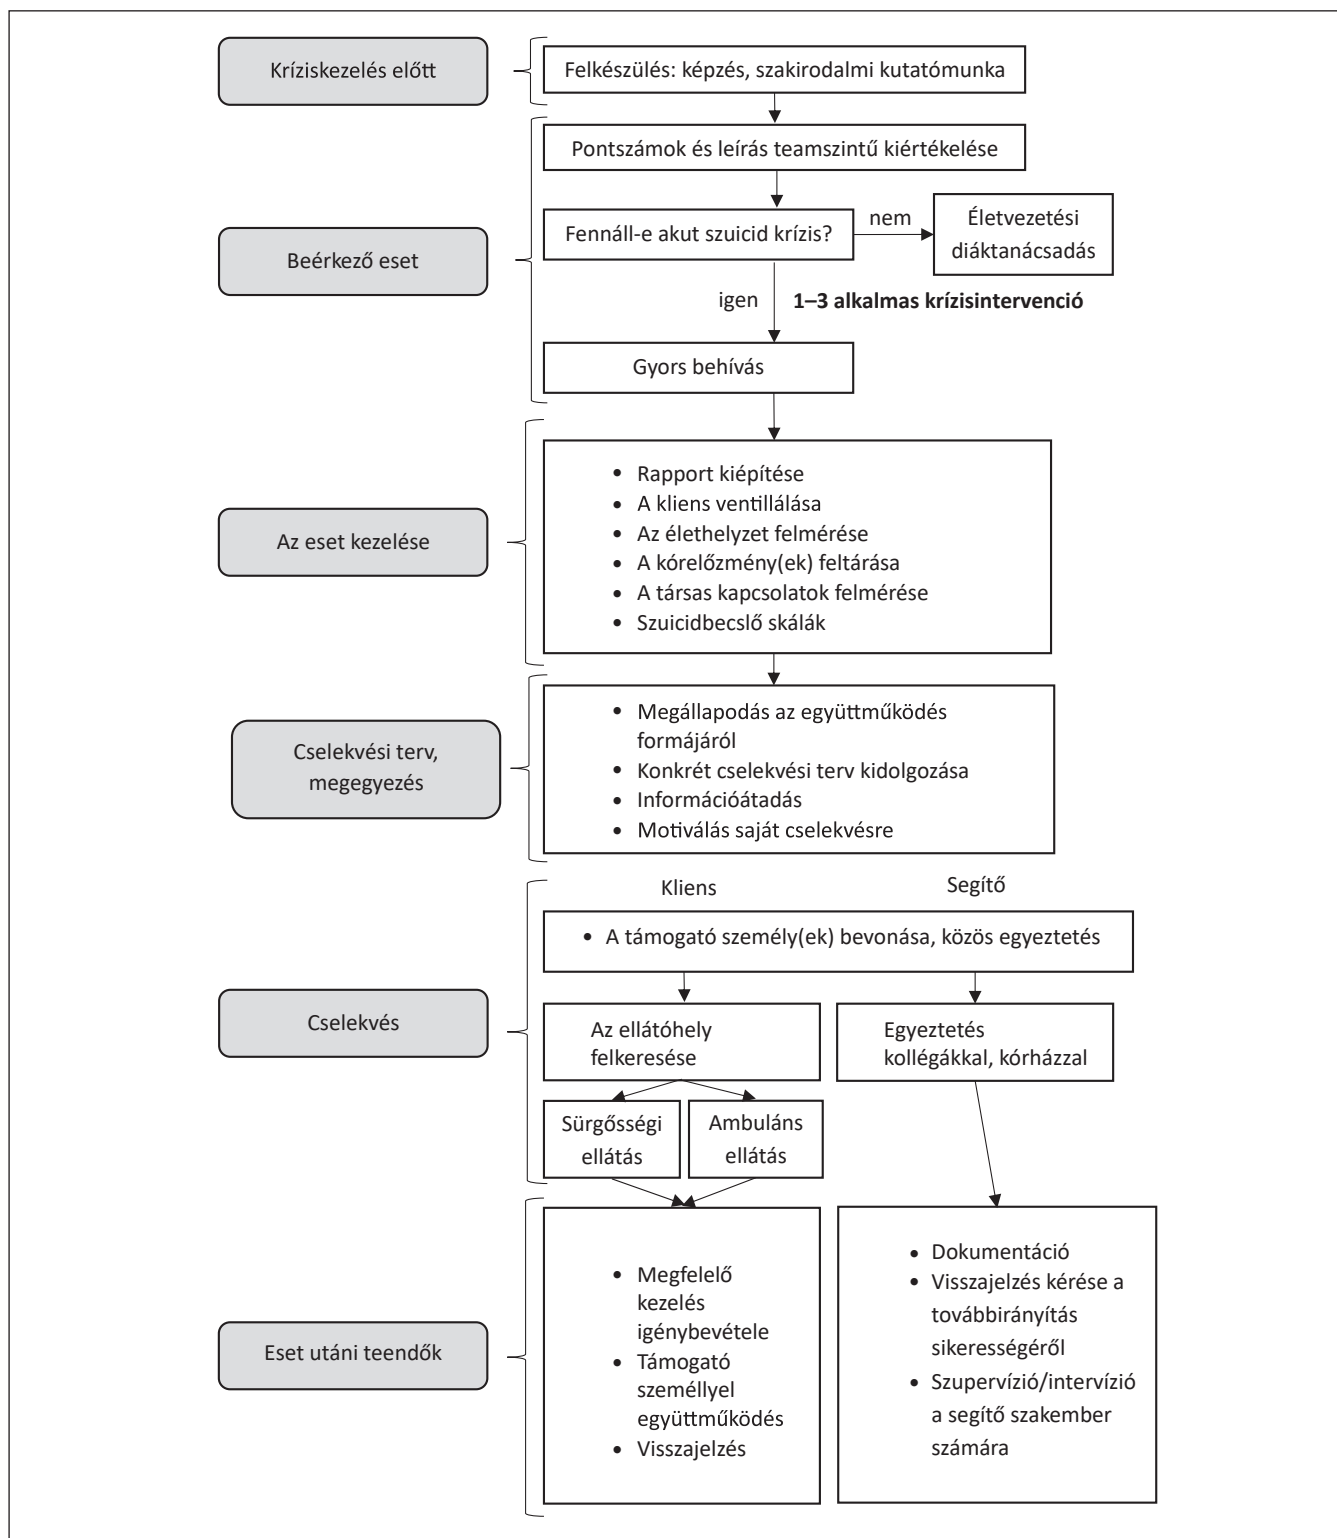 Kríziskezelés előtt
Felkészülés: képzés, szakirodalmi kutatómunka
Pontszámok és leírás teamszintű kiértékelése
Beérkező eset
Fennáll-e akut szuicid krízis?
nem
Életvezetési
diáktanácsadás
igen
1–3 alkalmas krízisintervenció
Gyors behívás
Az eset kezelése
• Rapport kiépítése
• A kliens ventillálása
• Az élethelyzet felmérése
• A kórelőzmény(ek) feltárása
• A társas kapcsolatok felmérése
• Szuicidbecslő skálák
Cselekvési terv,
megegyezés
• Megállapodás az együttműködés
formájáról
• Konkrét cselekvési terv kidolgozása
• Információátadás
• Motiválás saját cselekvésre
Cselekvés
Kliens
Segítő
• A támogató személy(ek) bevonása, közös egyeztetés
Az ellátóhely
felkeresése
Egyeztetés
kollégákkal, kórházzal
Sürgősségi
ellátás
Ambuláns
ellátás
Eset utáni teendők
• Megfelelő
kezelés
igénybevétele
• Támogató
személlyel
együttműködés
• Visszajelzés
• Dokumentáció
• Visszajelzés kérése a
továbbirányítás
sikerességéről
• Szupervízió/intervízió
a segítő szakember
számára